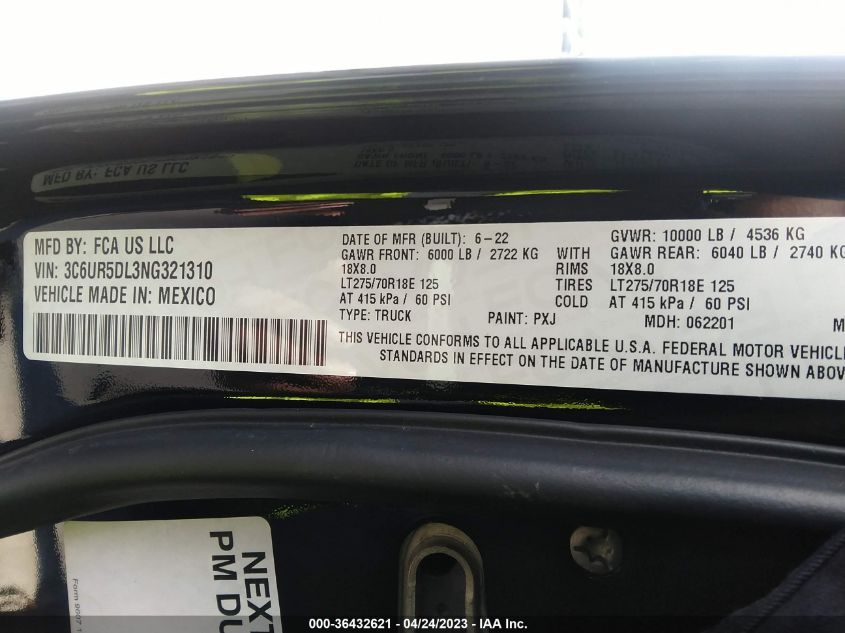 MFD BY: FCA US LLC
VIN: 3C6UR5DL3NG321310
VEHICLE MADE IN: MEXICO
DATE OF MFR (BUILT): 6-22
GAWR FRONT: 6000 LB / 2722 KG
18X8.0
LT275/70R18E 125
AT 415 kPa / 60 PSI
TYPE: TRUCK
WITH
RIMS
TIRES
COLD
GVWR: 10000 LB / 4536 KG
GAWR REAR: 6040 LB / 2740 KG
18X8.0
LT275/70R18E 125
AT 415 kPa / 60 PSI
PAINT: PXJ
MDH: 062201
THIS VEHICLE CONFORMS TO ALL APPLICABLE U.S.A. FEDERAL MOTOR VEHICLE
STANDARDS IN EFFECT ON THE DATE OF MANUFACTURE SHOWN ABOV
NEXT
PM DU
Form
000-36432621 - 04/24/2023 - IAA Inc.